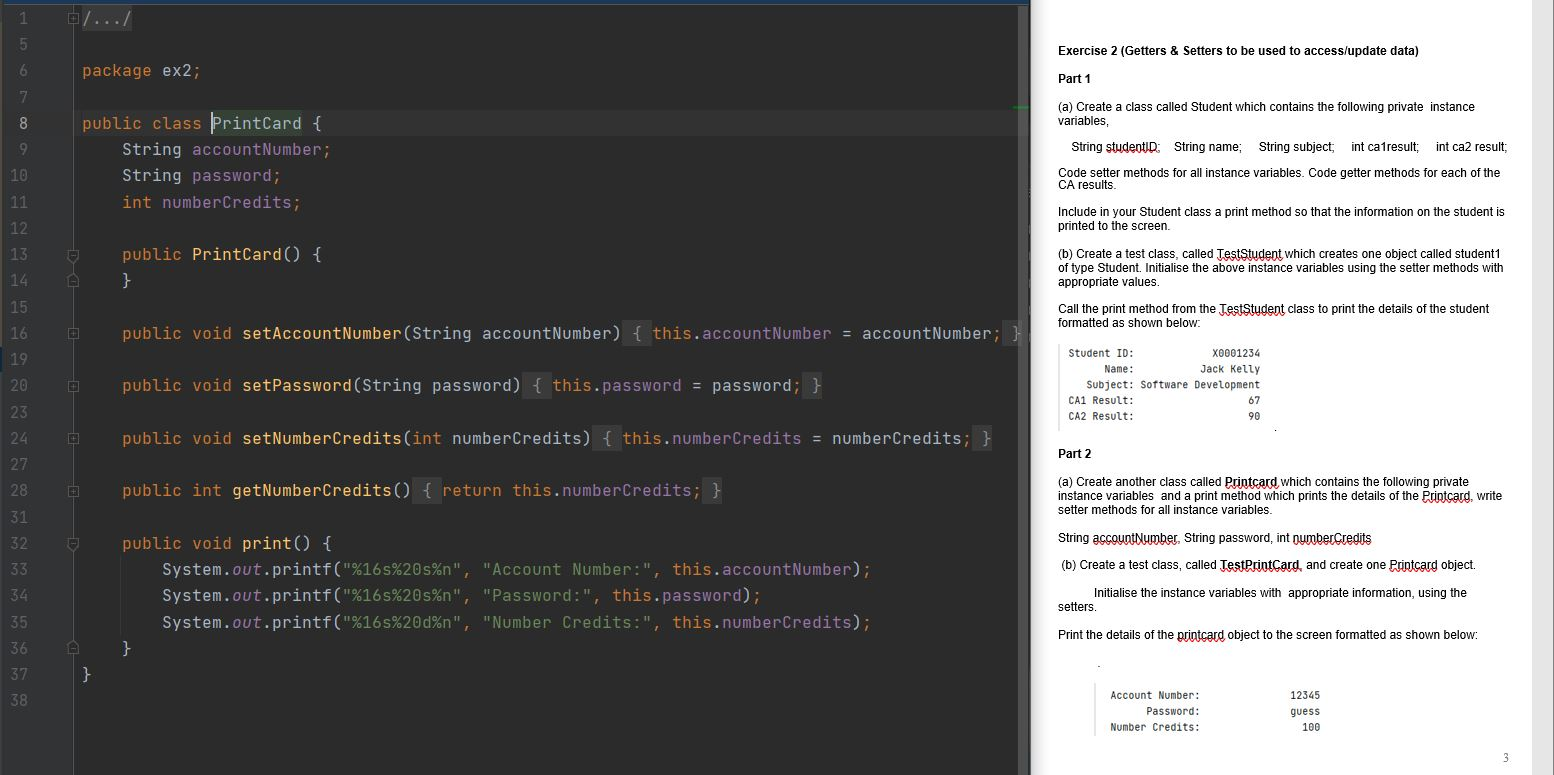 1 /.../
5
6 package ex2;
7
8 public class PrintCard {
9 String accountNumber;
10 String password;
11 int numberCredits;
12
13 public PrintCard() {
14 }
15
16 public void setAccountNumber(String accountNumber) { this.accountNumber = accountNumber; }
19
20 public void setPassword(String password) { this.password = password; }
23
24 public void setNumberCredits(int numberCredits) { this.numberCredits = numberCredits; }
27
28 public int getNumberCredits() { return this.numberCredits; }
31
32 public void print() {
33 System.out.printf("%16s%20s%n", "Account Number:", this.accountNumber);
34 System.out.printf("%16s%20s%n", "Password:", this.password);
35 System.out.printf("%16s%20d%n", "Number Credits:", this.numberCredits);
36 }
37 }
38
Exercise 2 (Getters & Setters to be used to access/update data)
Part 1
(a) Create a class called Student which contains the following private instance
variables,
String studentID; String name; String subject; int ca1result; int ca2 result;
Code setter methods for all instance variables. Code getter methods for each of the
CA results.
Include in your Student class a print method so that the information on the student is
printed to the screen.
(b) Create a test class, called TestStudent which creates one object called student1
of type Student. Initialise the above instance variables using the setter methods with
appropriate values.
Call the print method from the TestStudent class to print the details of the student
formatted as shown below:
Student ID: X0001234
Name: Jack Kelly
Subject: Software Development
CA1 Result: 67
CA2 Result: 90
.
Part 2
(a) Create another class called Printcard which contains the following private
instance variables and a print method which prints the details of the Printcard, write
setter methods for all instance variables.
String accountNumber, String password, int numberCredits
(b) Create a test class, called TestPrintCard, and create one Printcard object.
Initialise the instance variables with appropriate information, using the
setters.
Print the details of the printcard object to the screen formatted as shown below:
.
Account Number: 12345
Password: guess
Number Credits: 100
3